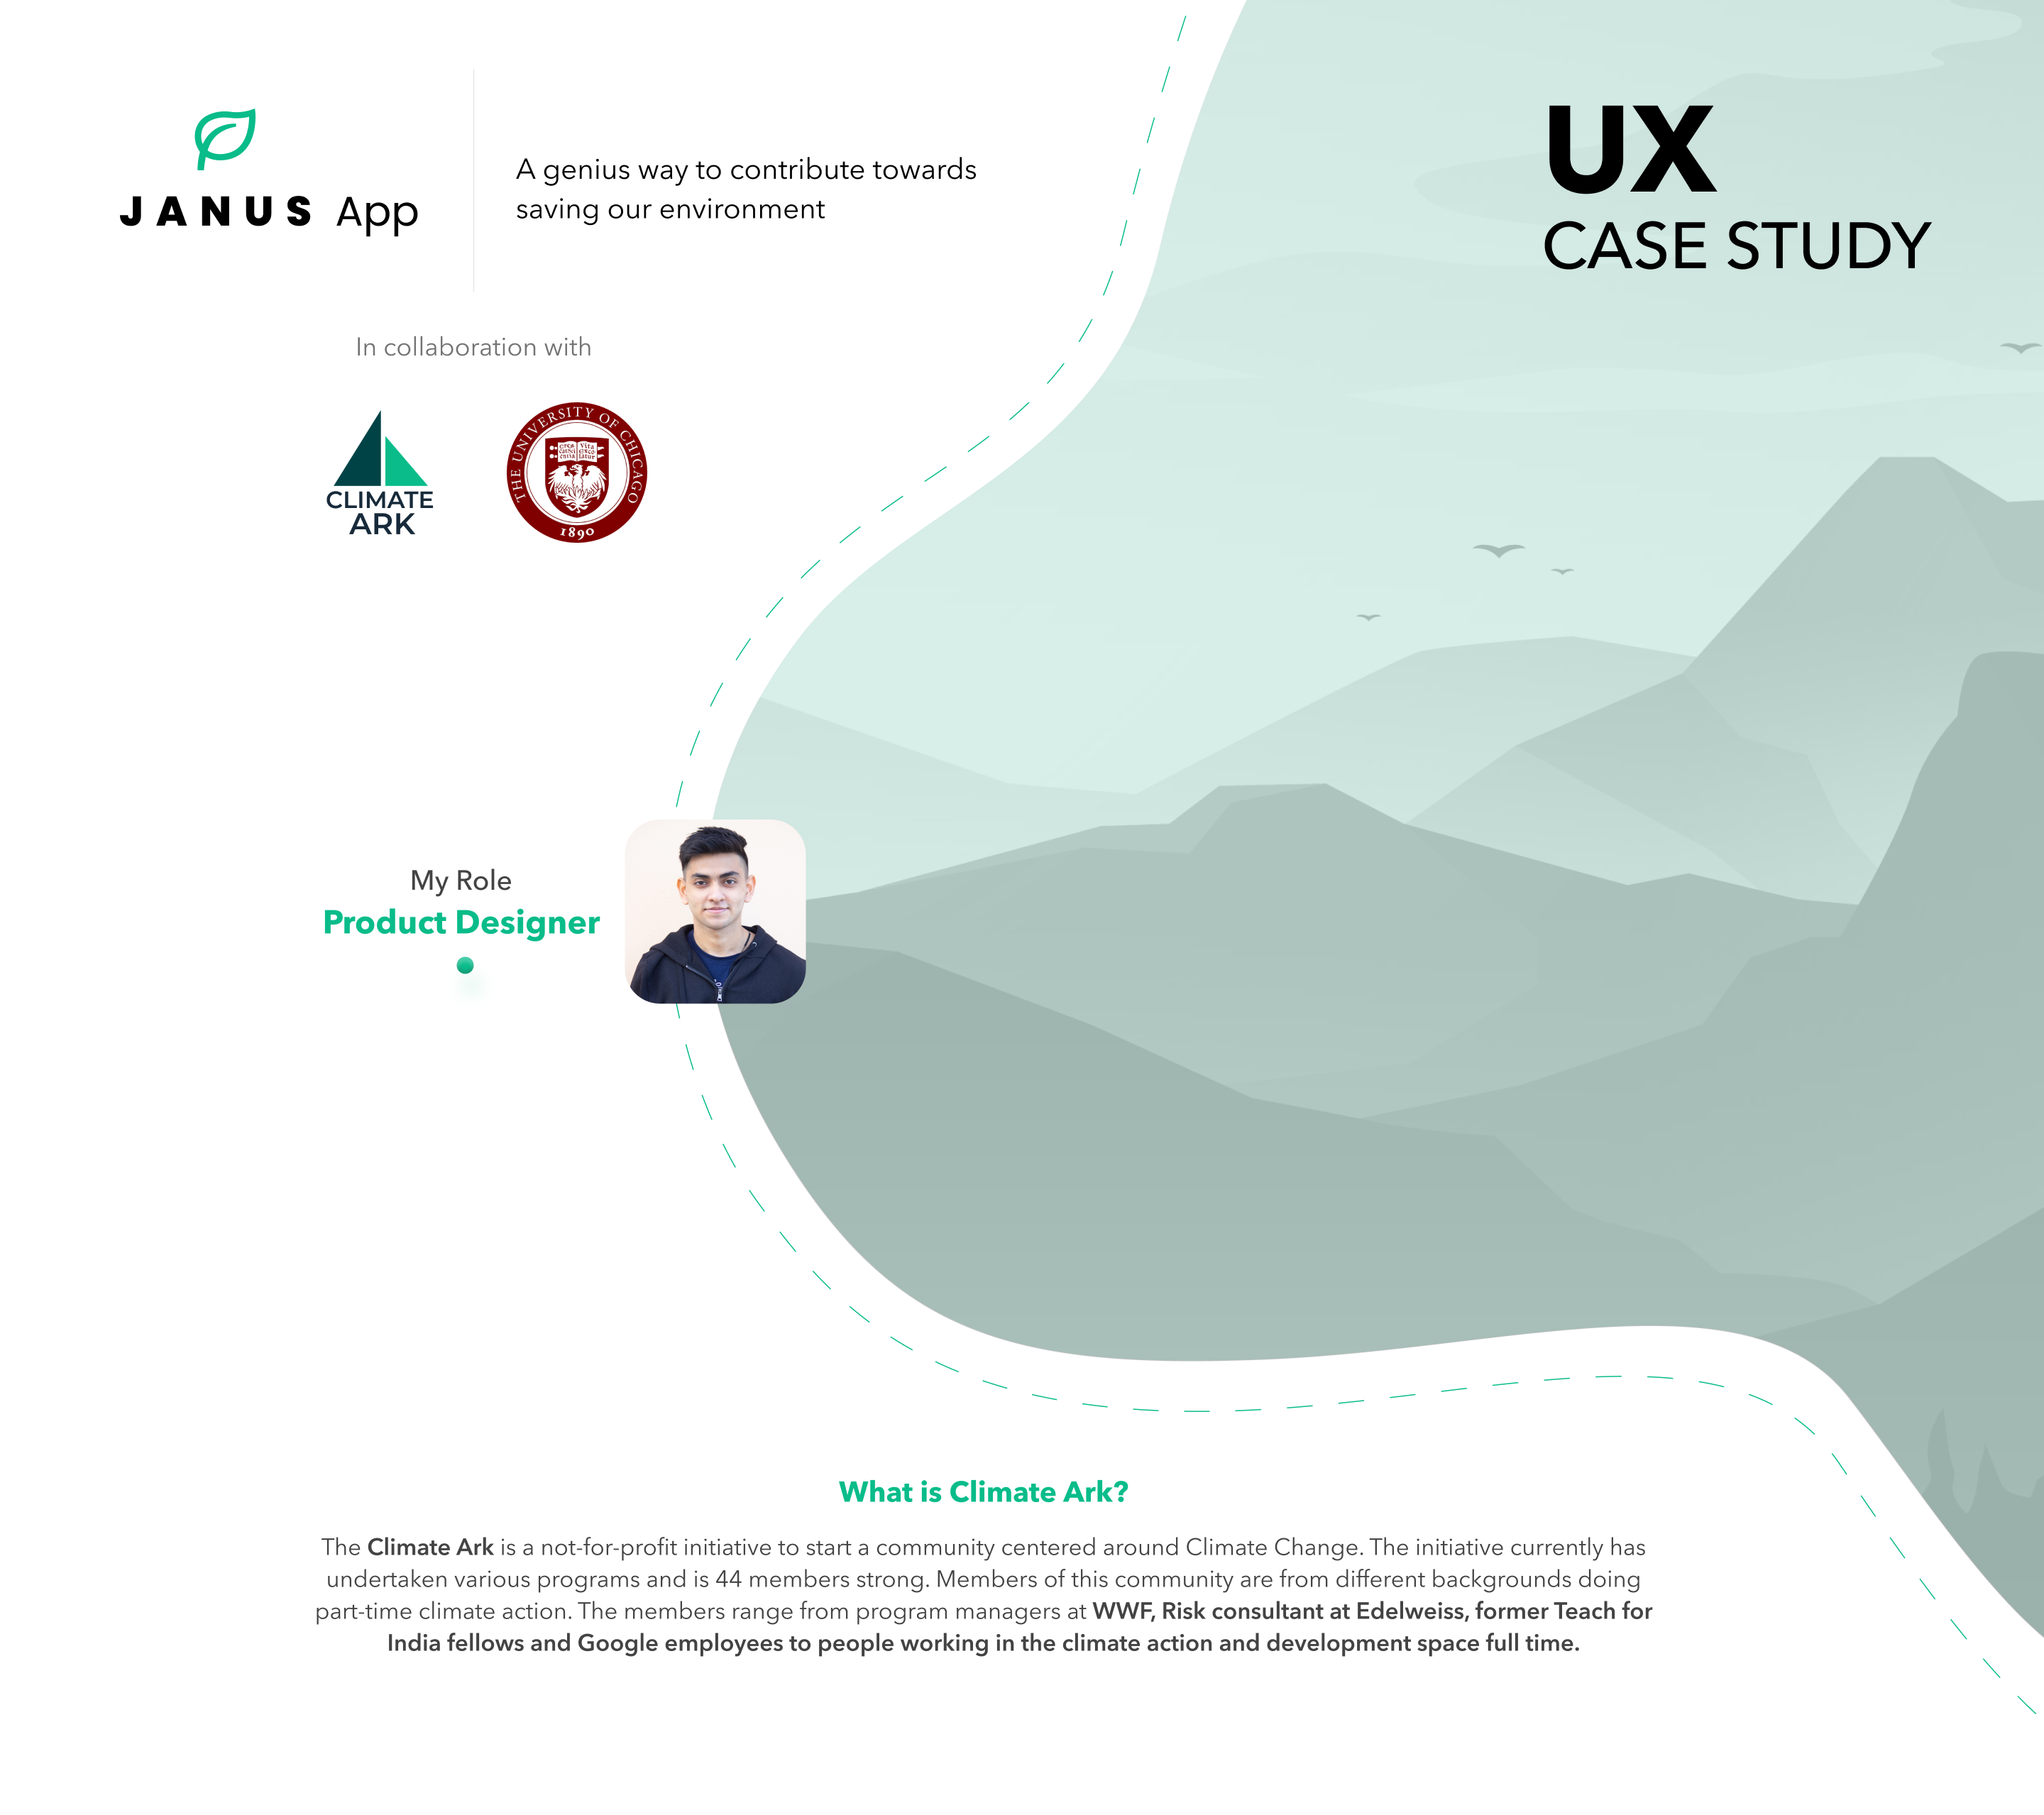 JANUS App
A genius way to contribute towards
saving our environment
UX
CASE STUDY
In collaboration with
CLIMATE
ARK
THE UNIVERSITY OF CHICAGO
1890
My Role
Product Designer
What is Climate Ark?
The Climate Ark is a not-for-profit initiative to start a community centered around Climate Change. The initiative currently has
undertaken various programs and is 44 members strong. Members of this community are from different backgrounds doing
part-time climate action. The members range from program managers at WWF, Risk consultant at Edelweiss, former Teach for
India fellows and Google employees to people working in the climate action and development space full time.